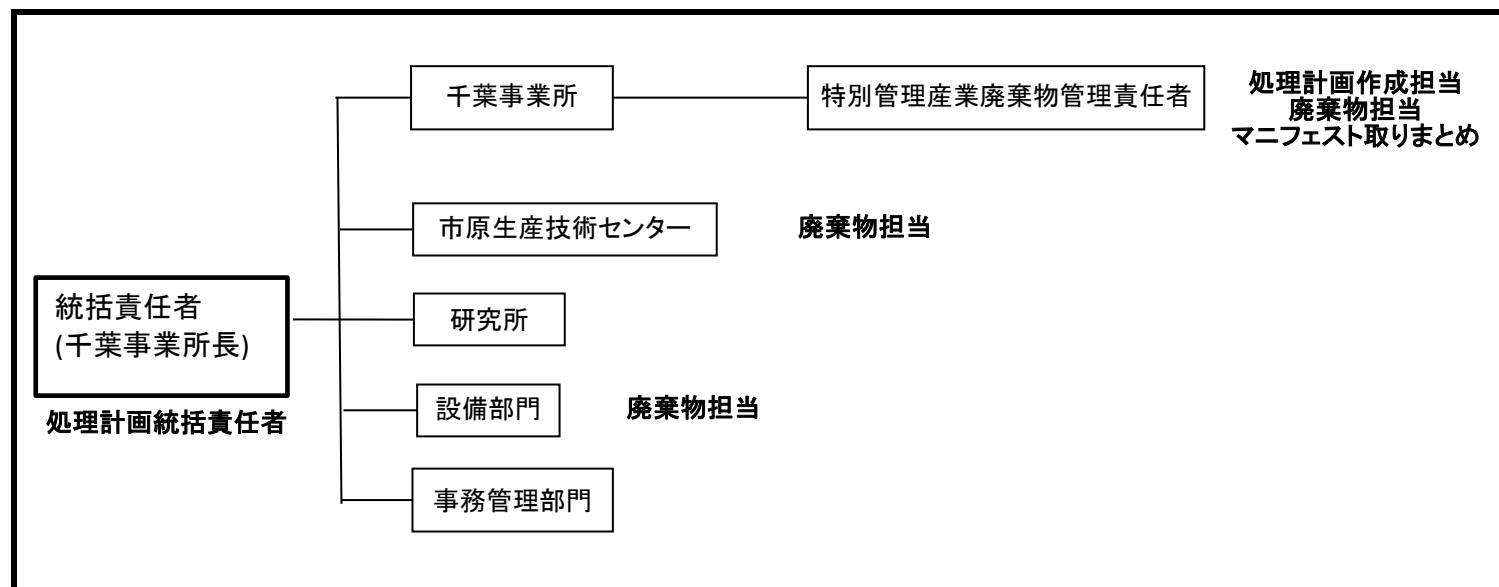 千葉事業所
特別管理産業廃棄物管理責任者
処理計画作成担当
廃棄物担当
マニフェスト取りまとめ
市原生産技術センター
廃棄物担当
統括責任者
(千葉事業所長)
処理計画統括責任者
研究所
設備部門
廃棄物担当
事務管理部門